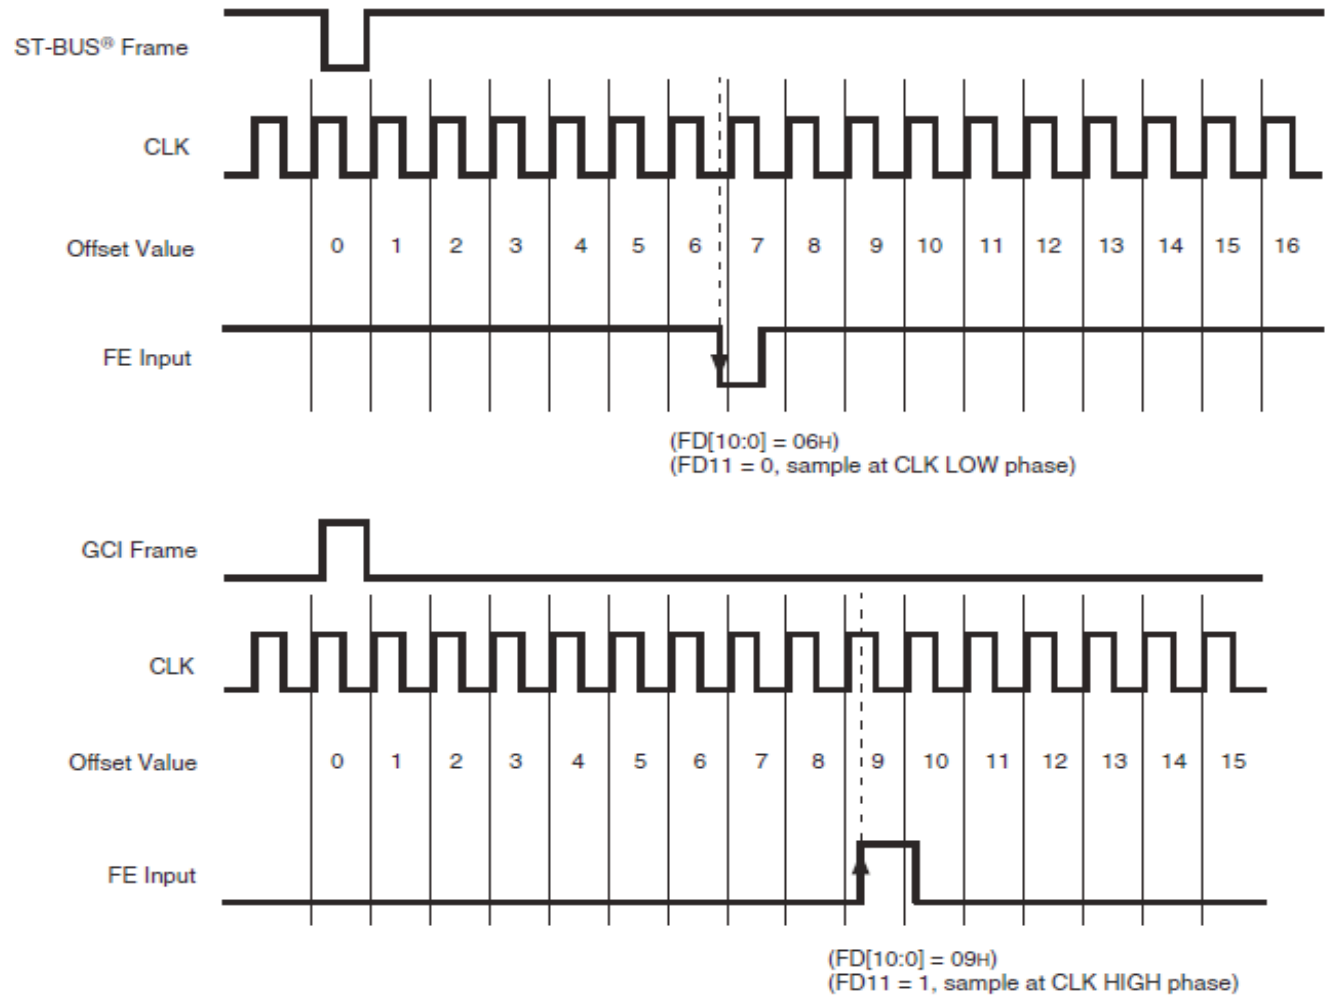 ST-BUS® Frame
CLK
Offset Value 0 1 2 3 4 5 6 7 8 9 10 11 12 13 14 15 16
FE Input
(FD[10:0] = 06H)
(FD11 = 0, sample at CLK LOW phase)
GCI Frame
CLK
Offset Value 0 1 2 3 4 5 6 7 8 9 10 11 12 13 14 15
FE Input
(FD[10:0] = 09H)
(FD11 = 1, sample at CLK HIGH phase)